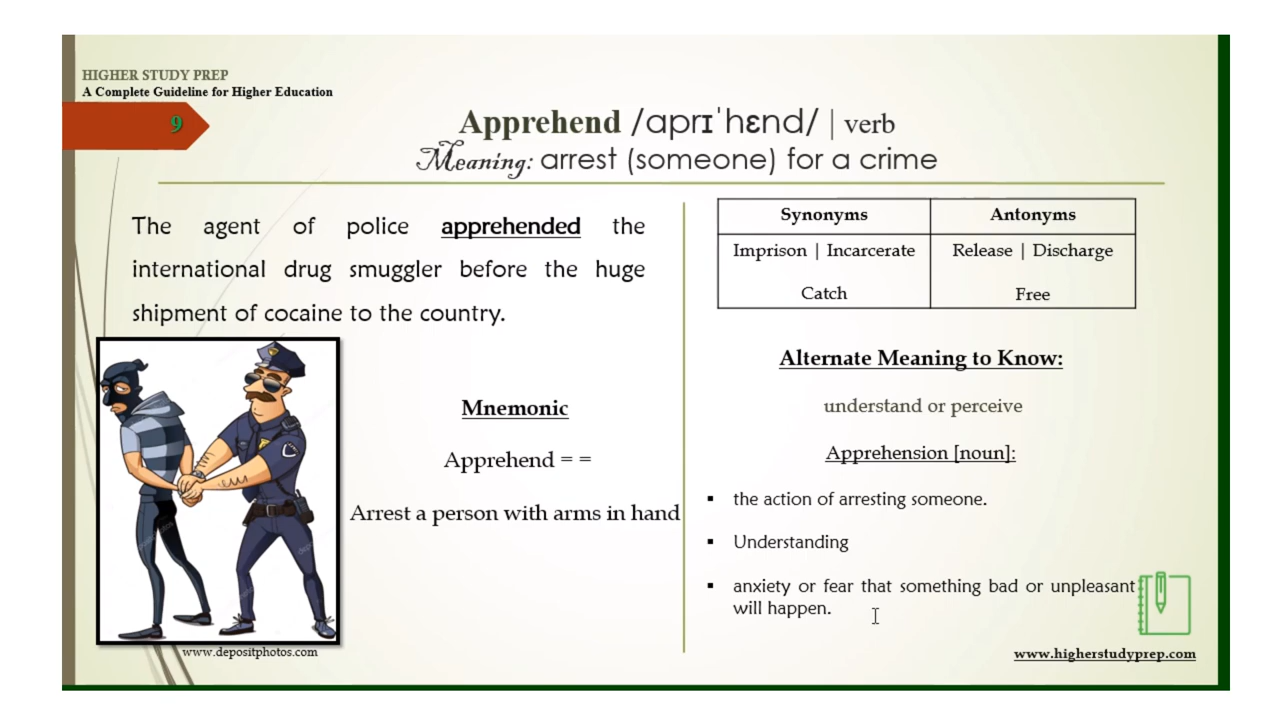 HIGHER STUDY PREP
A Complete Guideline for Higher Education
9
Apprehend /aprɪˈhɛnd/ | verb
Meaning: arrest (someone) for a crime
The agent of police apprehended the
international drug smuggler before the huge
shipment of cocaine to the country.
Mnemonic
Apprehend = =
Arrest a person with arms in hand
www.depositphotos.com
Synonyms Antonyms
Imprison | Incarcerate Release | Discharge
Catch Free
Alternate Meaning to Know:
understand or perceive
Apprehension [noun]:
▪ the action of arresting someone.
▪ Understanding
▪ anxiety or fear that something bad or unpleasant
will happen.
www.higherstudyprep.com